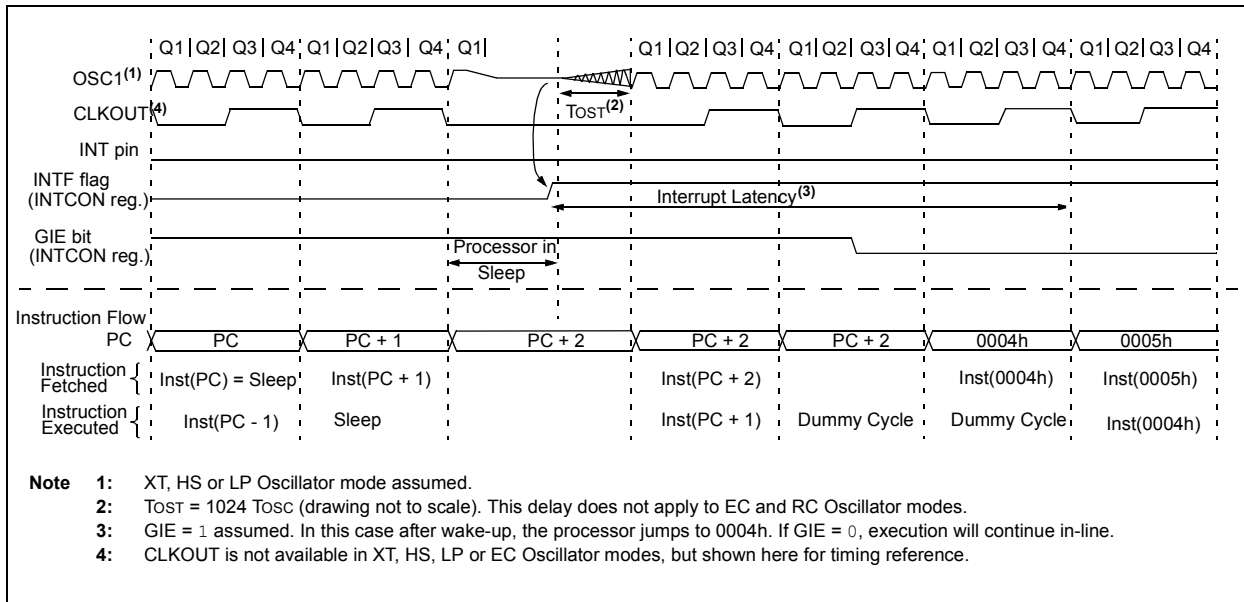 Q1 Q2 Q3 Q4 Q1 Q2 Q3 Q4 Q1 Q1 Q2 Q3 Q4 Q1 Q2 Q3 Q4 Q1 Q2 Q3 Q4 Q1 Q2 Q3 Q4
OSC1(1)
TOST(2)
CLKOUT(4)
INT pin
INTF flag
(INTCON reg.)
Interrupt Latency(3)
GIE bit
(INTCON reg.)
Processor in
Sleep
Instruction Flow
PC PC PC + 1 PC + 2 PC + 2 PC + 2 0004h 0005h
Instruction
Fetched
Inst(PC) = Sleep Inst(PC + 1) Inst(PC + 2) Inst(0004h) Inst(0005h)
Instruction
Executed
Inst(PC - 1) Sleep Inst(PC + 1) Dummy Cycle Dummy Cycle Inst(0004h)
Note 1: XT, HS or LP Oscillator mode assumed.
2: TOST = 1024 TOSC (drawing not to scale). This delay does not apply to EC and RC Oscillator modes.
3: GIE = 1 assumed. In this case after wake-up, the processor jumps to 0004h. If GIE = 0, execution will continue in-line.
4: CLKOUT is not available in XT, HS, LP or EC Oscillator modes, but shown here for timing reference.